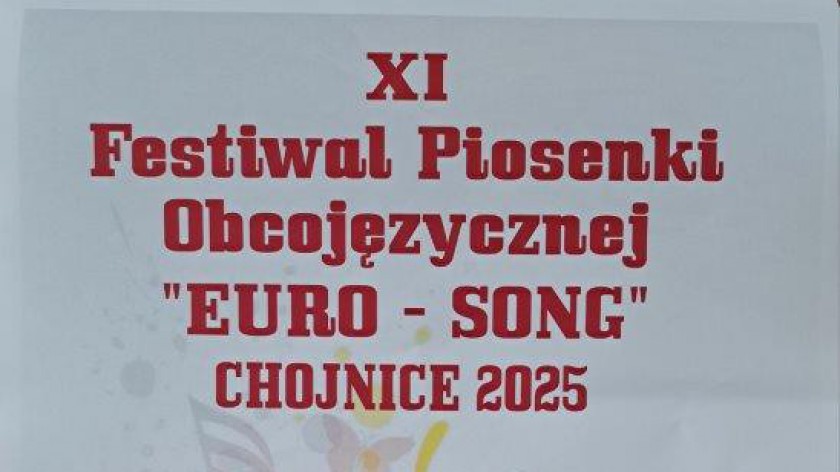 XI
Festiwal Piosenki
Obcojęzycznej
"EURO - SONG"
CHOJNICE 2025